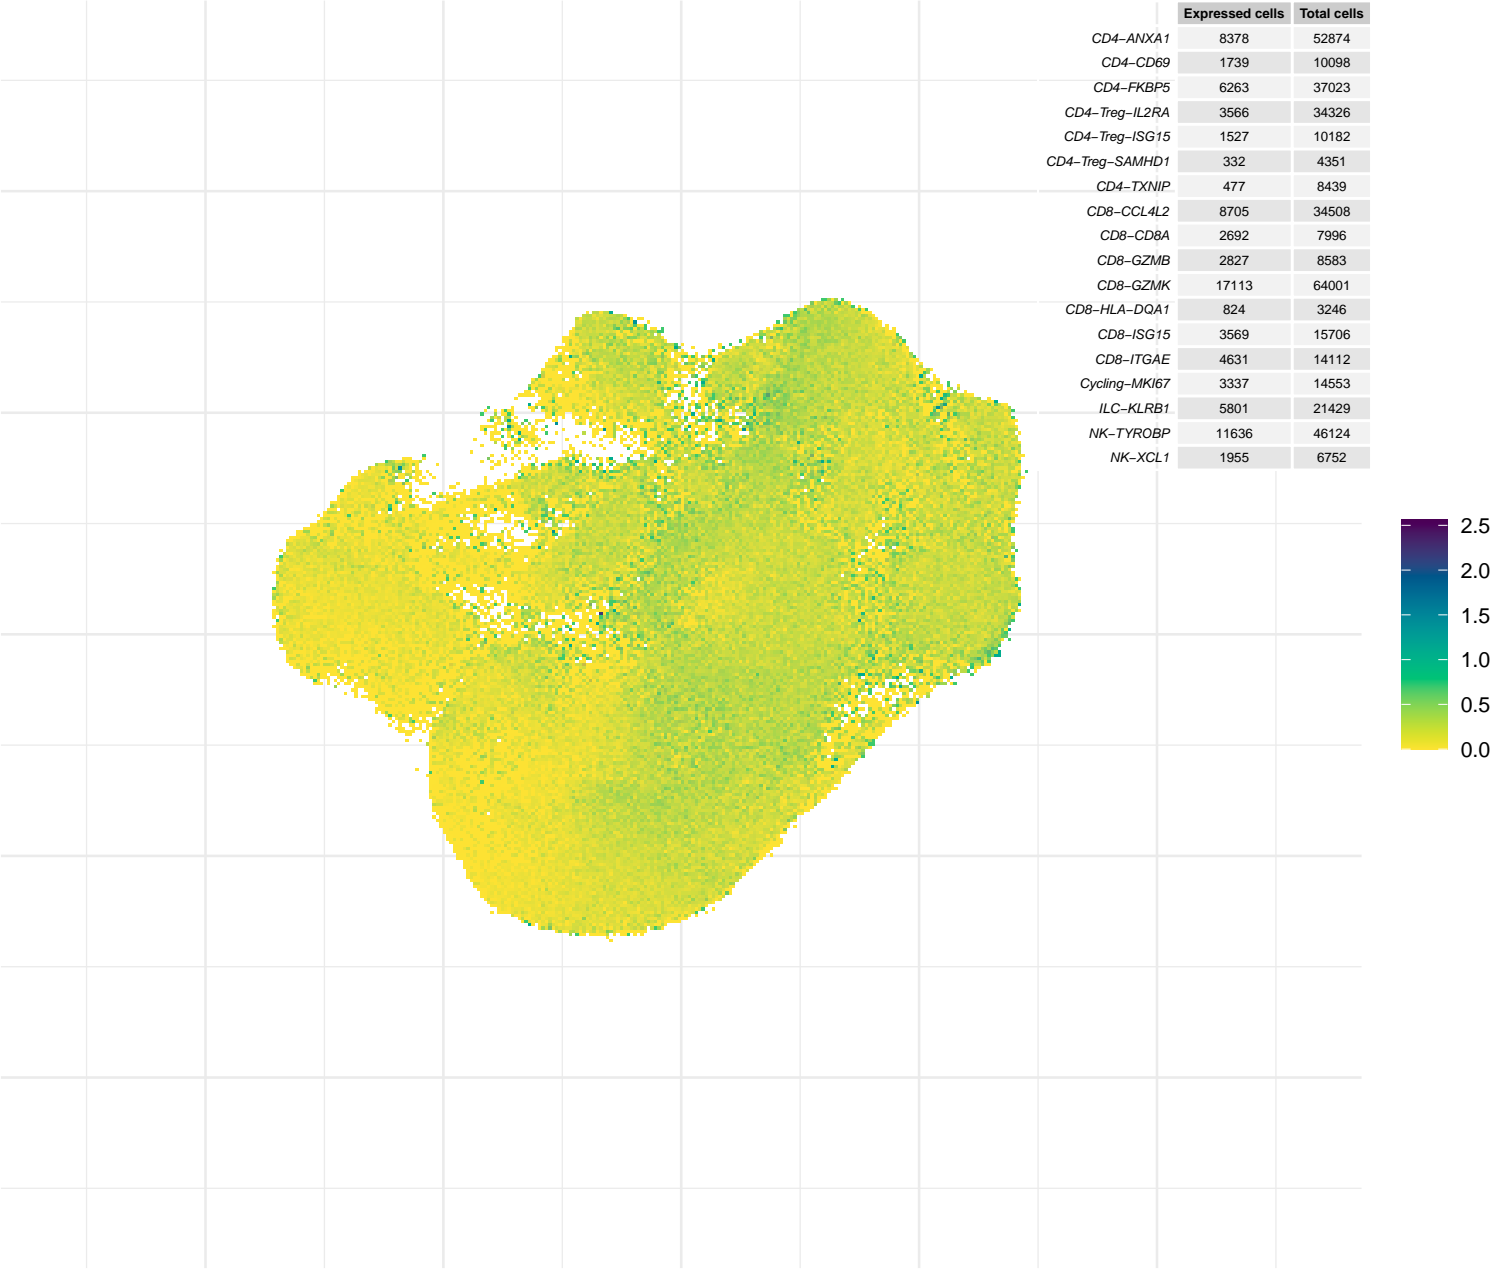 Expressed cells Total cells
CD4−ANXA1 8378 52874
CD4−CD69 1739 10098
CD4−FKBP5 6263 37023
CD4−Treg−IL2RA 3566 34326
CD4−Treg−ISG15 1527 10182
CD4−Treg−SAMHD1 332 4351
CD4−TXNIP 477 8439
CD8−CCL4L2 8705 34508
CD8−CD8A 2692 7996
CD8−GZMB 2827 8583
CD8−GZMK 17113 64001
CD8−HLA−DQA1 824 3246
CD8−ISG15 3569 15706
CD8−ITGAE 4631 14112
Cycling−MKI67 3337 14553
ILC−KLRB1 5801 21429
NK−TYROBP 11636 46124
NK−XCL1 1955 6752
2.5
2.0
1.5
1.0
0.5
0.0